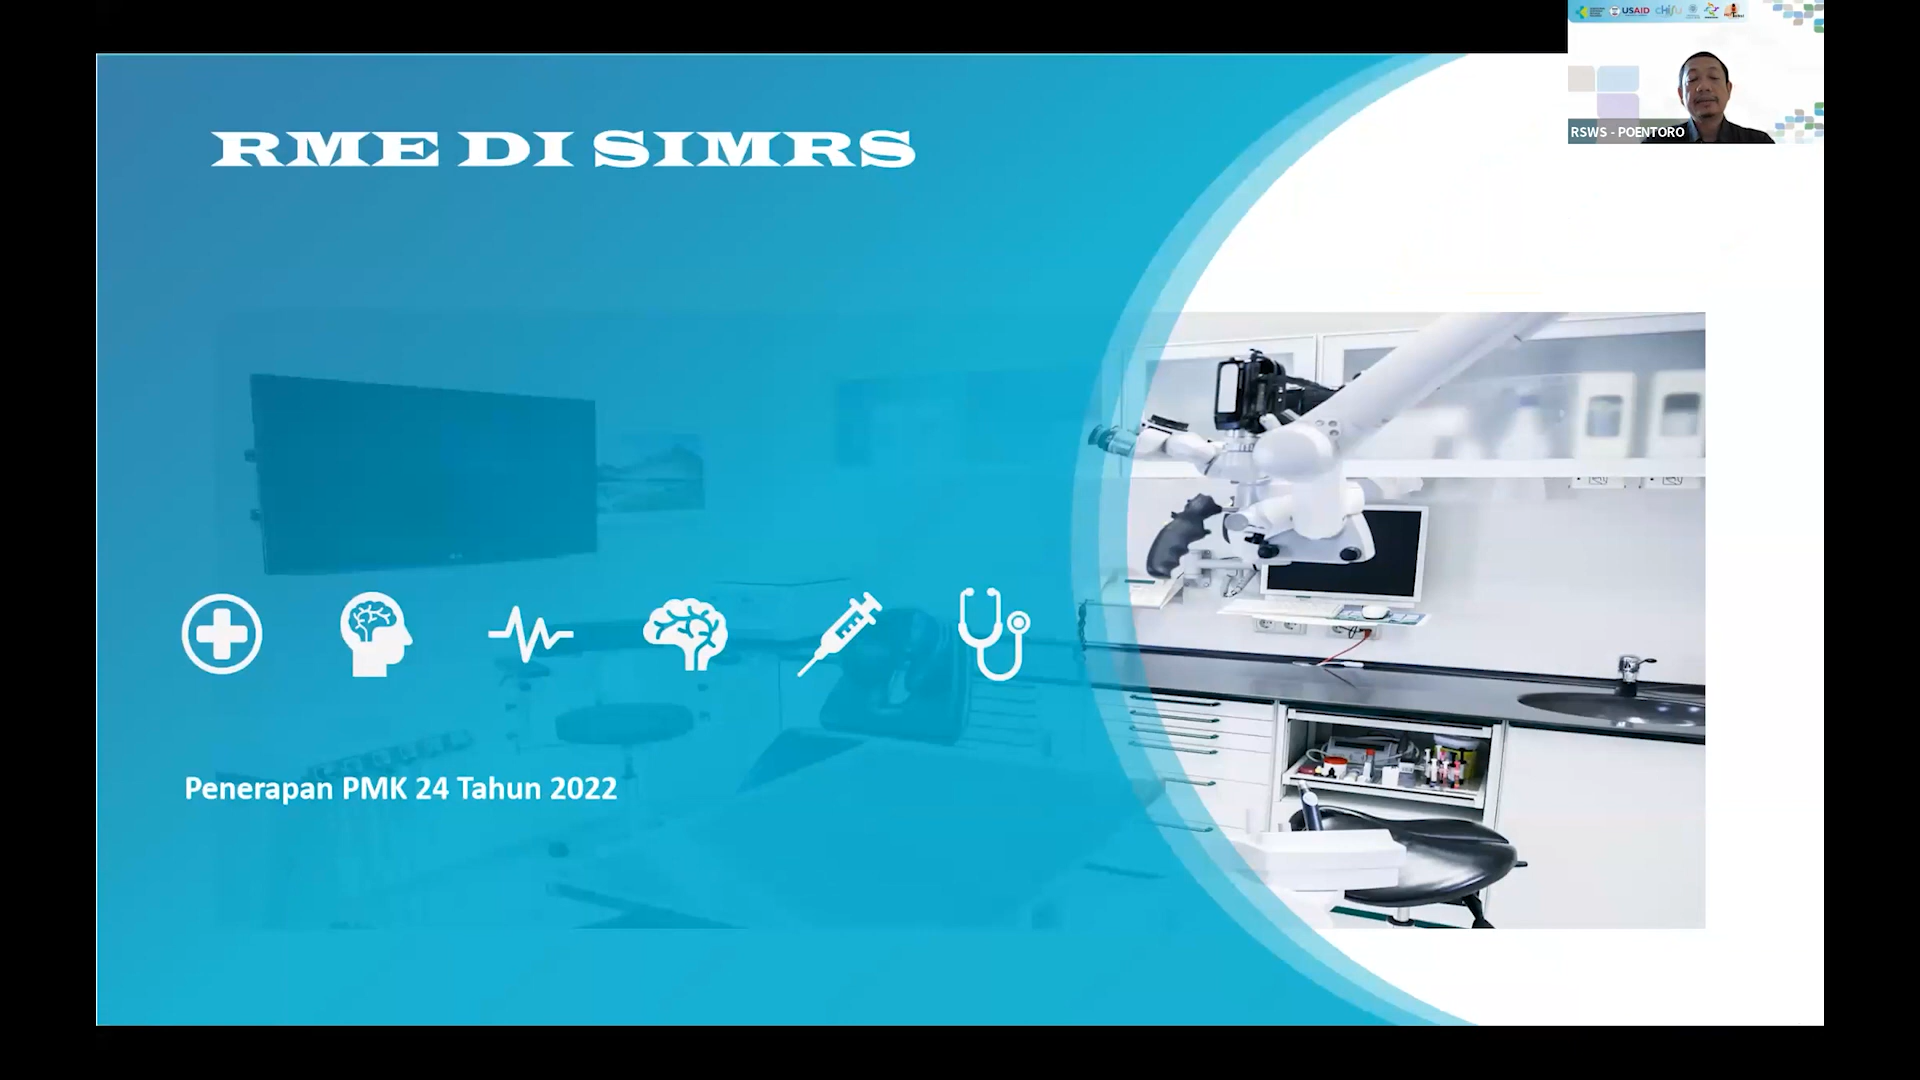 USAID
RSWS - POENTORO
RME DI SIMRS
Penerapan PMK 24 Tahun 2022